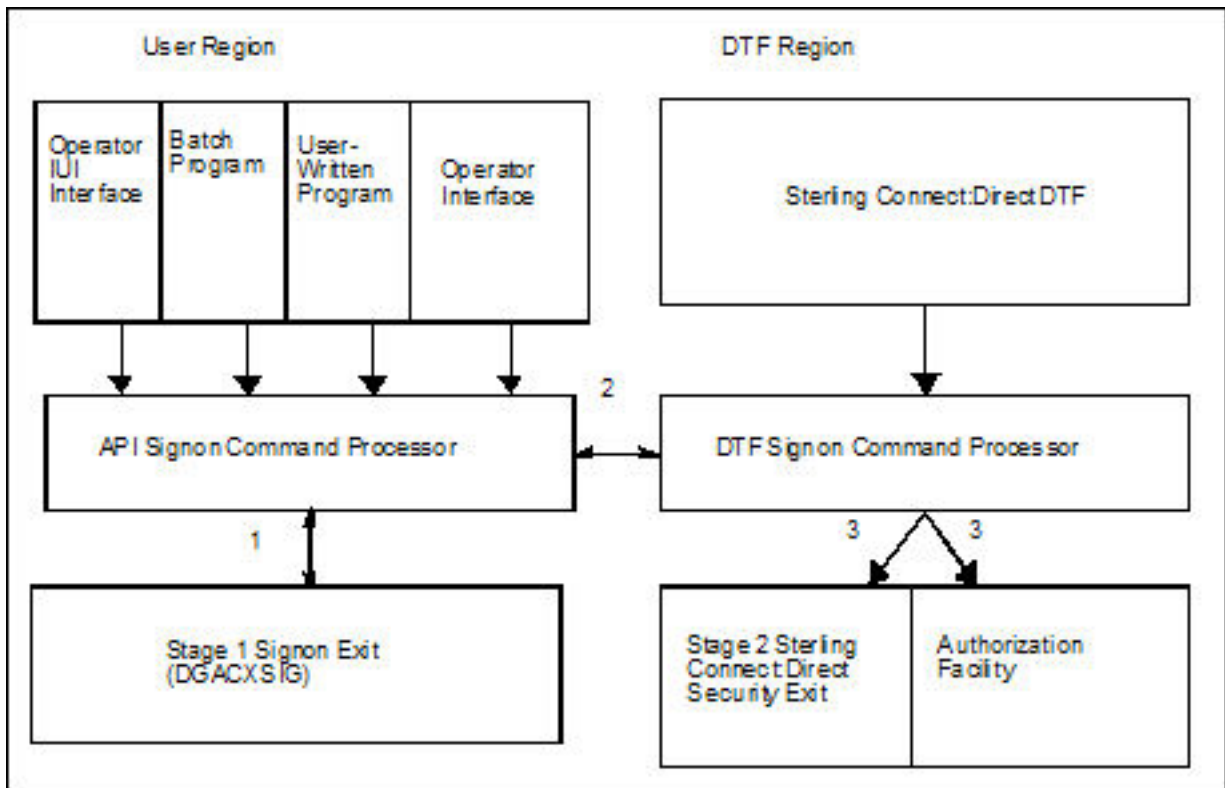 User Region
DTF Region
Operator
IUI
Interface
Batch
Program
User-
Written
Program
Operator
Interface
Sterling Connect:Direct DTF
2
API Signon Command Processor
DTF Signon Command Processor
1
3
3
Stage 1 Signon Exit
(DGACXSIG)
Stage 2 Sterling
Connect:Direct
Security Exit
Authorization
Facility